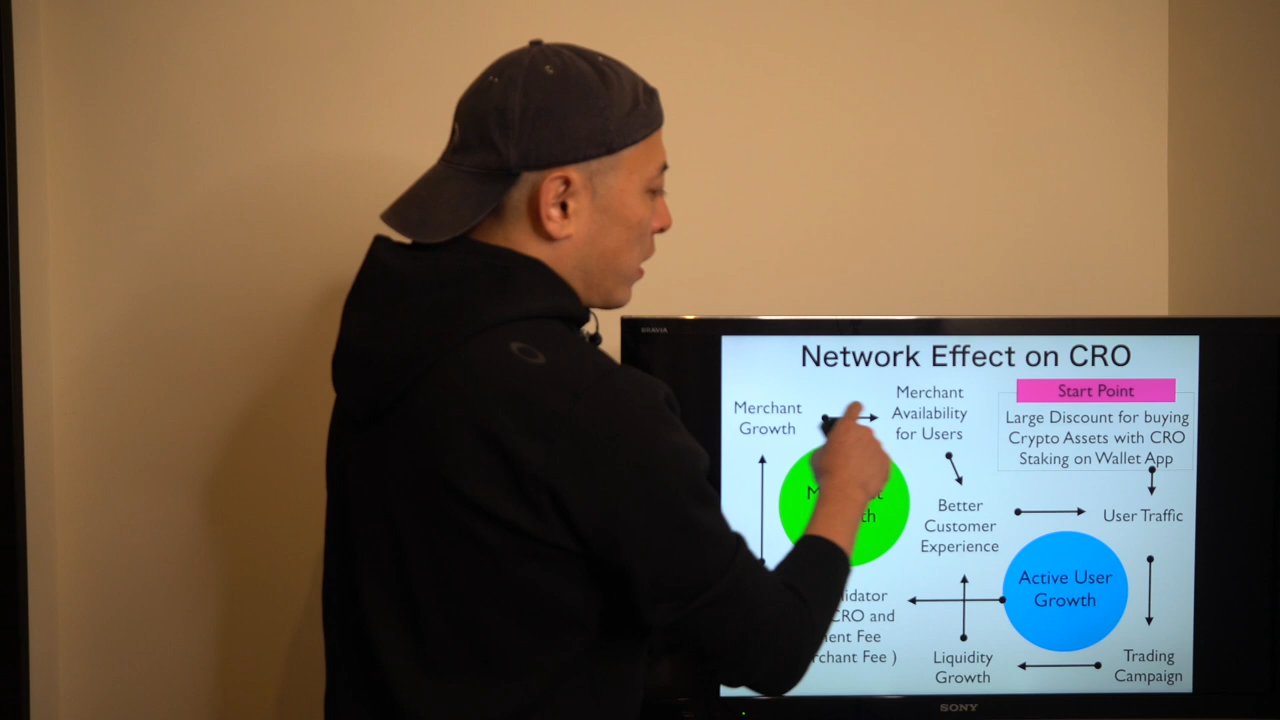 BRAVIA
Network Effect on CRO
Merchant
Growth
Merchant
Availability
for Users
Start Point
Large Discount for buying
Crypto Assets with CRO
Staking on Wallet App
Better
Customer
Experience
User Traffic
Active User
Growth
CRO and
Fee
Fee )
Liquidity
Growth
Trading
Campaign
SONY